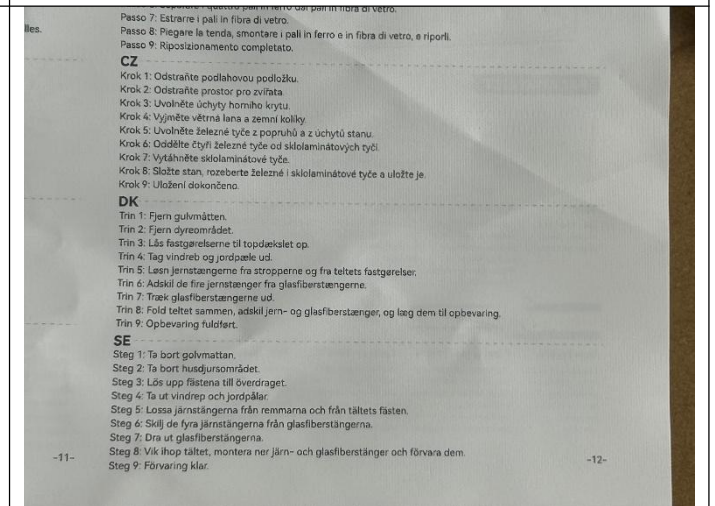 lles.
Passo 7: Estrarre i pali in fibra di vetro.
Passo 8: Piegare la tenda, smontare i pali in ferro e in fibra di vetro, e riporli.
Passo 9: Riposizionamento completato.
CZ
Krok 1: Odstraňte podlahovou podložku.
Krok 2: Odstraňte prostor pro zvířata.
Krok 3: Uvolněte úchyty horního krytu.
Krok 4: Vyjměte větrná lana a zemní kolíky.
Krok 5: Uvolněte železné tyče z popruhů a z úchytů stanu.
Krok 6: Oddělte čtyři železné tyče od sklolaminátových tyčí.
Krok 7: Vytáhněte sklolaminátové tyče.
Krok 8: Složte stan, rozeberte železné i sklolaminátové tyče a uložte je.
Krok 9: Uložení dokončeno.
DK
Trin 1: Fjern gulvmåtten.
Trin 2: Fjern dyreområdet.
Trin 3: Lås fastgørelserne til topdækslet op.
Trin 4: Tag vindreb og jordpæle ud.
Trin 5: Løsn jernstængerne fra stropperne og fra teltets fastgørelser.
Trin 6: Adskil de fire jernstænger fra glasfiberstængerne.
Trin 7: Træk glasfiberstængerne ud.
Trin 8: Fold teltet sammen, adskil jern- og glasfiberstænger, og læg dem til opbevaring.
Trin 9: Opbevaring fuldført.
SE
Steg 1: Ta bort golvmattan.
Steg 2: Ta bort husdjursområdet.
Steg 3: Lös upp fästena till överdraget.
Steg 4: Ta ut vindrep och jordpålar.
Steg 5: Lossa järnstängerna från remmarna och från tältets fästen.
Steg 6: Skilj de fyra järnstängerna från glasfiberstängerna.
Steg 7: Dra ut glasfiberstängerna.
Steg 8: Vik ihop tältet, montera ner järn- och glasfiberstänger och förvara dem.
Steg 9: Förvaring klar.
-11-
-12-